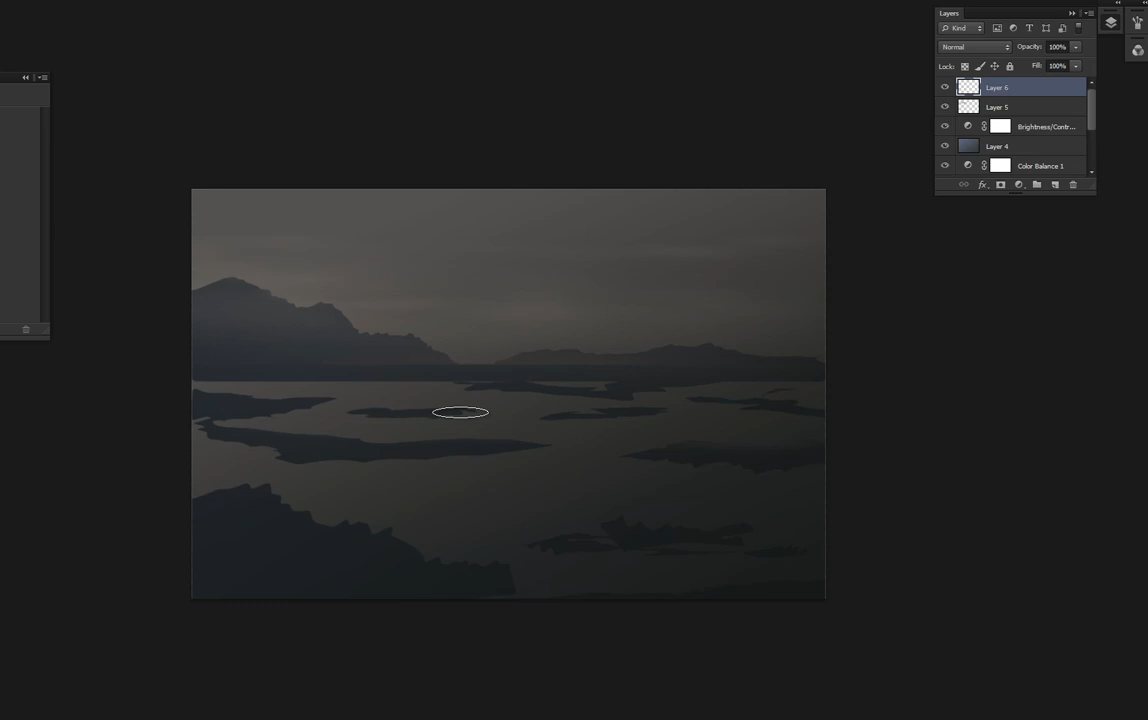 Layers
Kind
Normal Opacity: 100%
Lock: Fill: 100%
Layer 6
Layer 5
Brightness/Contr...
Layer 4
Color Balance 1